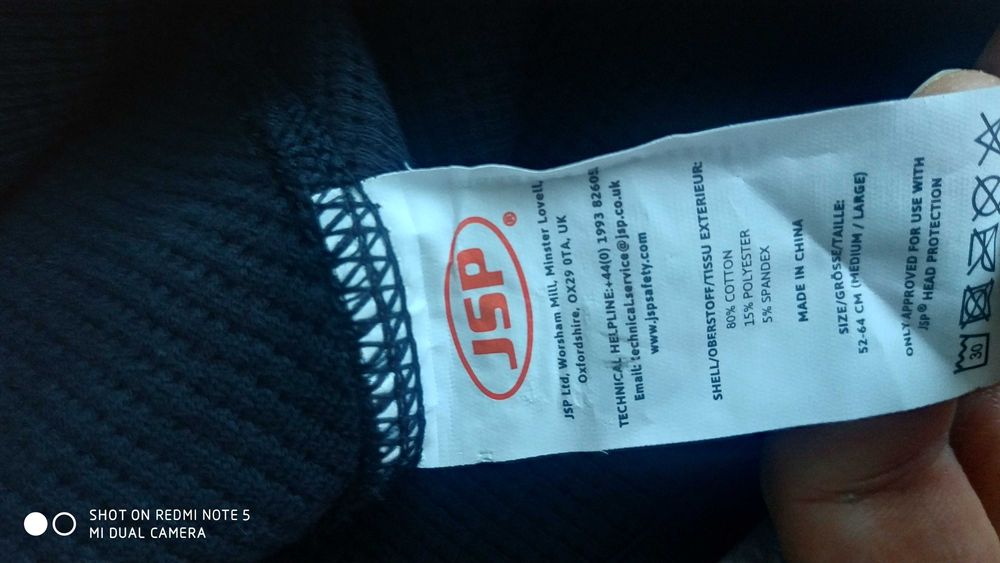 JSP®
JSP Ltd, Worsham Mill, Minster Lovell,
Oxfordshire, OX29 0TA, UK
TECHNICAL HELPLINE:+44(0) 1993 82605
Email: technical.service@jsp.co.uk
www.jspsafety.com
SHELL/OBERSTOFF/TISSU EXTERIEUR:
80% COTTON
15% POLYESTER
5% SPANDEX
MADE IN CHINA
SIZE/GRÖSSE/TAILLE:
52-64 CM (MEDIUM / LARGE)
ONLY APPROVED FOR USE WITH
JSP® HEAD PROTECTION
30
SHOT ON REDMI NOTE 5
MI DUAL CAMERA